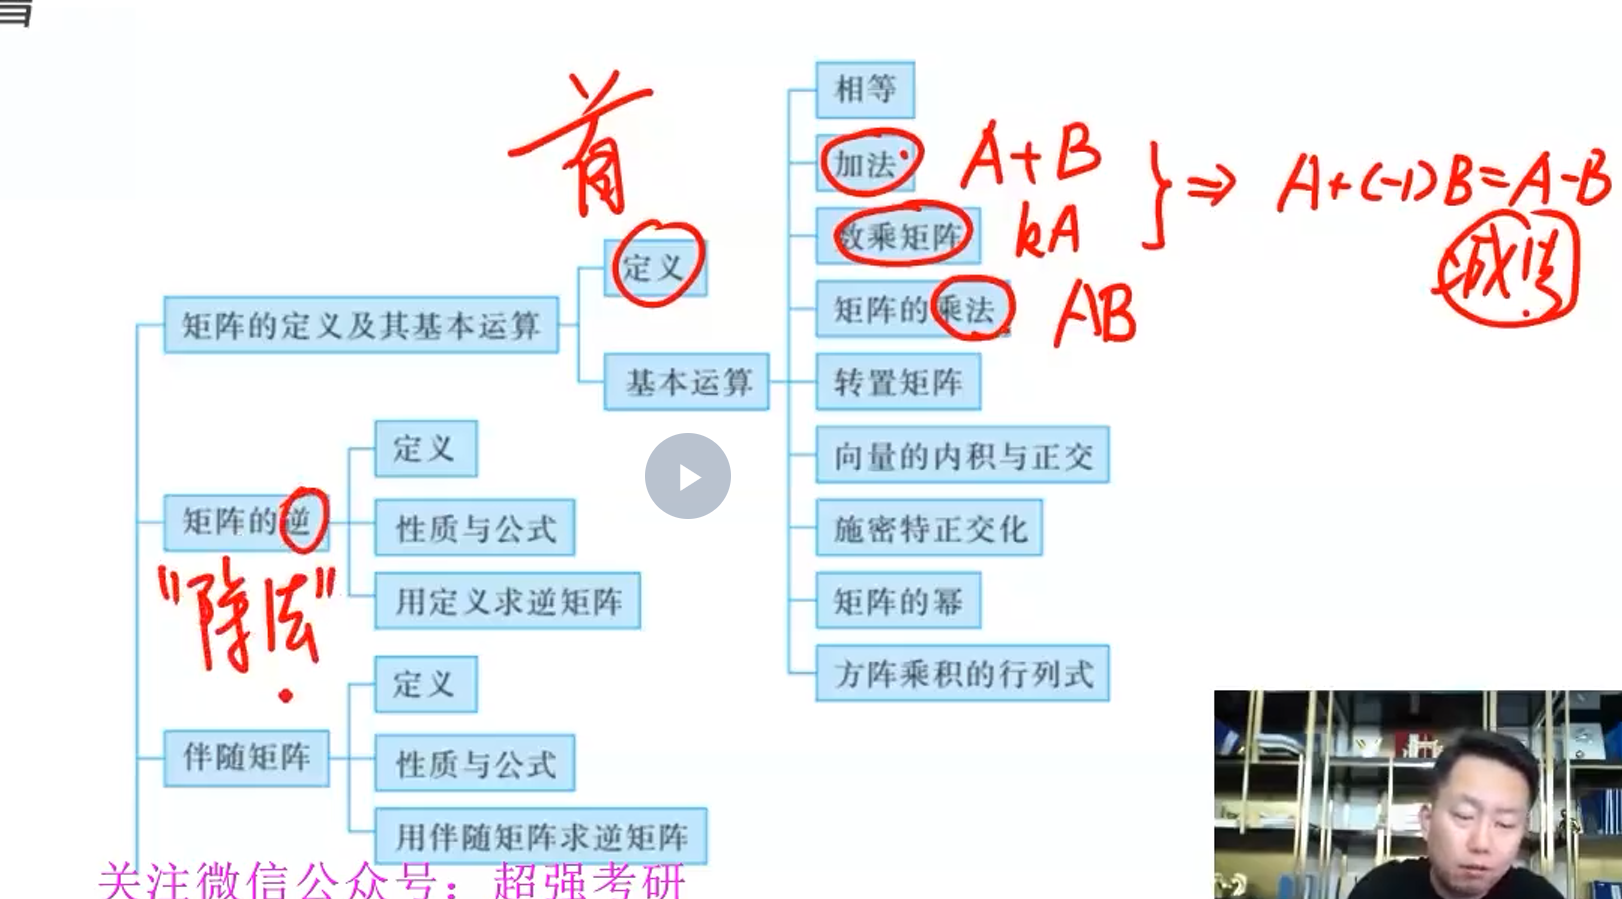 相等
首
加法 A+B } ⇒ A+(-1)B=A-B
数乘矩阵 kA
减法
定义
矩阵的乘法 AB
矩阵的定义及其基本运算
基本运算
转置矩阵
定义
向量的内积与正交
矩阵的逆
性质与公式
施密特正交化
"除法"
用定义求逆矩阵
矩阵的幂
定义
方阵乘积的行列式
伴随矩阵
性质与公式
用伴随矩阵求逆矩阵
关注微信公众号：超强考研